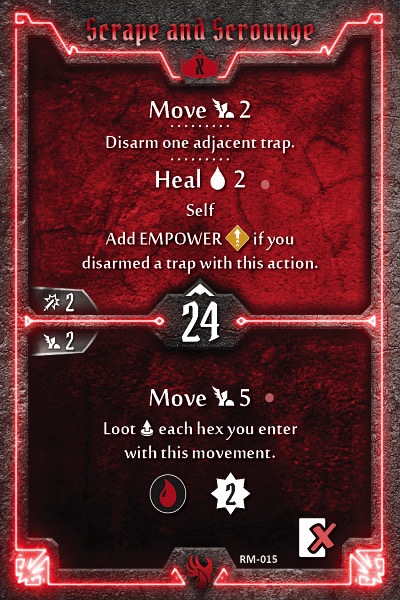 Scrape and Scrounge
X
Move 2
Disarm one adjacent trap.
Heal 2
Self
Add EMPOWER if you
disarmed a trap with this action.
2
24
2
Move 5
Loot each hex you enter
with this movement.
2
RM-015